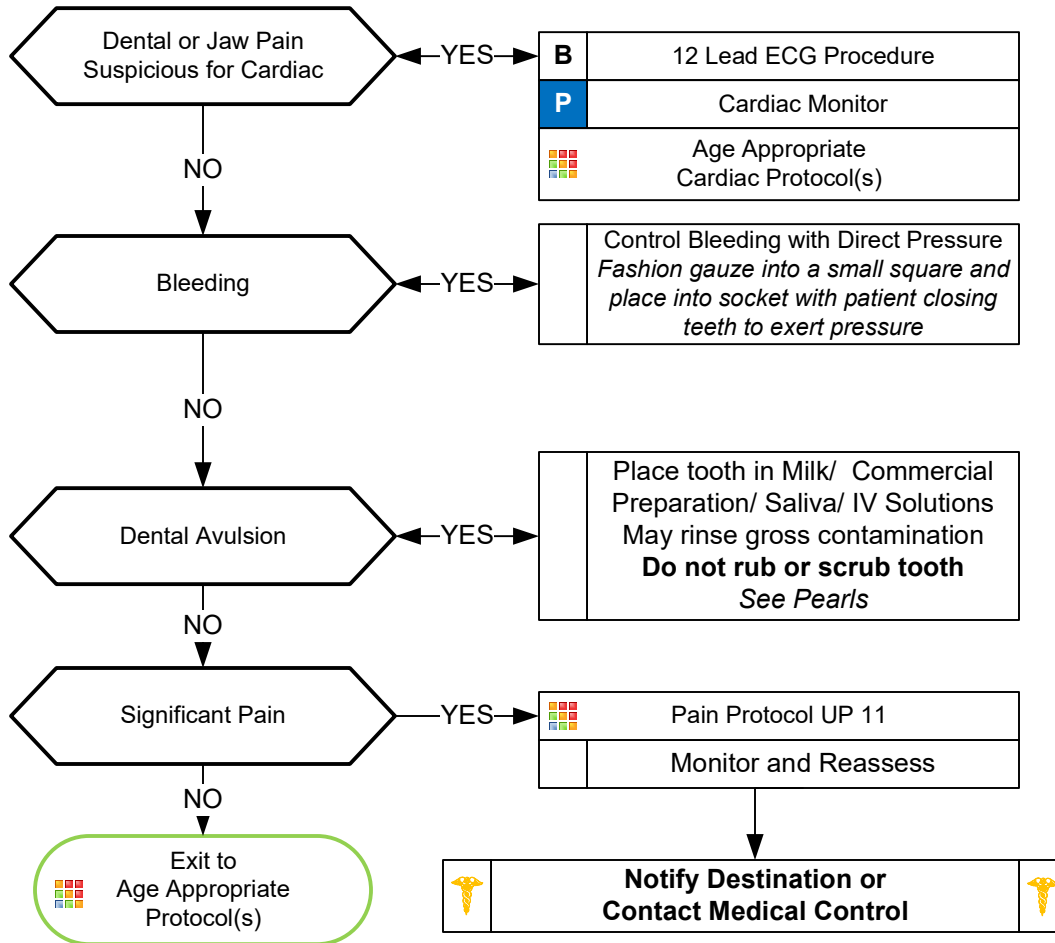 Dental or Jaw Pain
Suspicious for Cardiac
YES
B
12 Lead ECG Procedure
P
Cardiac Monitor
Age Appropriate
Cardiac Protocol(s)
NO
Bleeding
YES
Control Bleeding with Direct Pressure
Fashion gauze into a small square and
place into socket with patient closing
teeth to exert pressure
NO
Dental Avulsion
YES
Place tooth in Milk/ Commercial
Preparation/ Saliva/ IV Solutions
May rinse gross contamination
Do not rub or scrub tooth
See Pearls
NO
Significant Pain
YES
Pain Protocol UP 11
Monitor and Reassess
NO
Exit to
Age Appropriate
Protocol(s)
Notify Destination or
Contact Medical Control